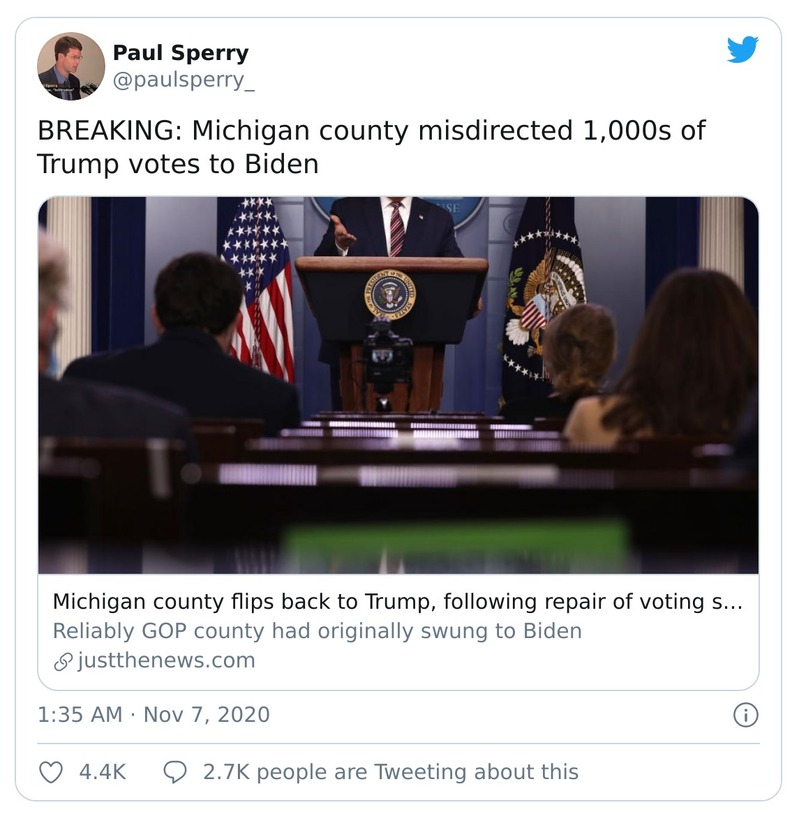 Paul Sperry
@paulsperry_
BREAKING: Michigan county misdirected 1,000s of
Trump votes to Biden
USE
Michigan county flips back to Trump, following repair of voting s...
Reliably GOP county had originally swung to Biden
justthenews.com
1:35 AM · Nov 7, 2020
4.4K
2.7K people are Tweeting about this